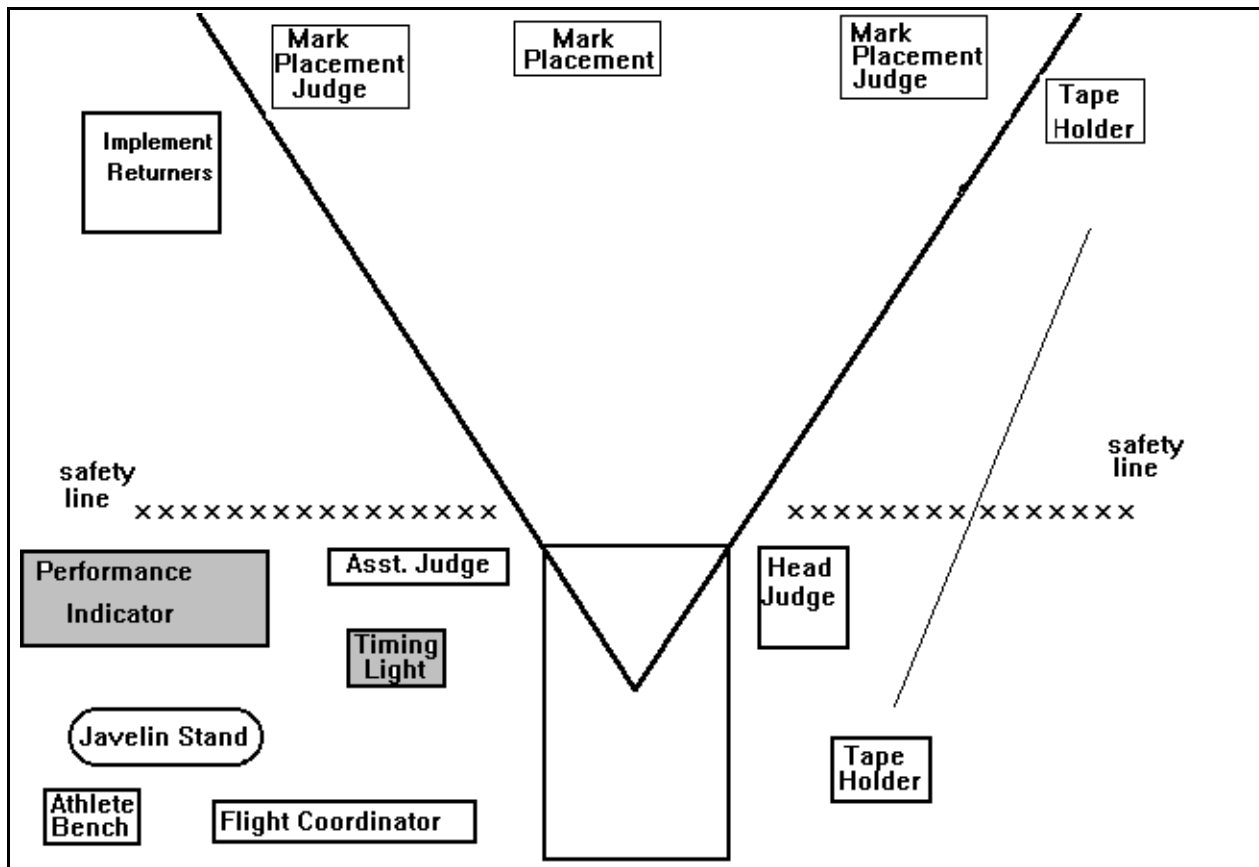 Mark
Placement
Judge
Mark
Placement
Mark
Placement
Judge
Tape
Holder
Implement
Returners
safety
line
safety
line
××××××××××××××××
×××××××× ×××××××
Performance
Indicator
Asst. Judge
Head
Judge
Timing
Light
Javelin Stand
Tape
Holder
Athlete
Bench
Flight Coordinator